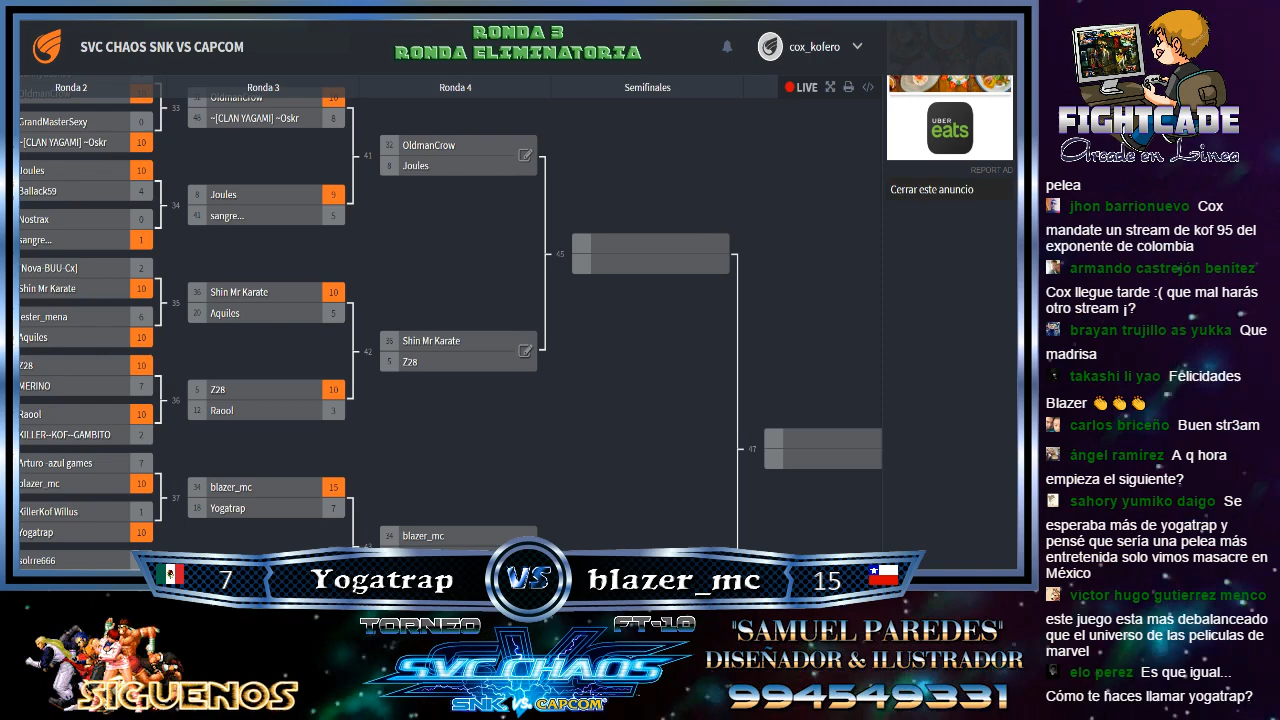 SVC CHAOS SNK VS CAPCOM
RONDA 3
RONDA ELIMINATORIA
cox_kofero
Ronda 2
Ronda 3
Ronda 4
Semifinales
LIVE
OldmanCrow 10
GrandMasterSexy 0
~[CLAN YAGAMI] ~Oskr 10
Joules 10
Ballack59 4
Nostrax 0
sangre... 1
Nova-BUU-Cx] 2
Shin Mr Karate 10
ester_mena 6
Aquiles 10
Z28 10
MERINO 7
Raool 10
KILLER--KOF--GAMBITO 2
Arturo -azul games 7
blazer_mc 10
KillerKof Willus 1
Yogatrap 10
solrre666
33
34
35
36
37
32 OldmanCrow 10
48 ~[CLAN YAGAMI] ~Oskr 8
8 Joules 9
41 sangre... 5
36 Shin Mr Karate 10
20 Aquiles 5
5 Z28 10
12 Raool 3
34 blazer_mc 15
18 Yogatrap 7
41
42
43
32 OldmanCrow
8 Joules
36 Shin Mr Karate
5 Z28
34 blazer_mc
45
47
UBER
eats
REPORT AD
Cerrar este anuncio
FIGHTCADE
Arcade en Linea
pelea
jhon barrionuevo Cox
mandate un stream de kof 95 del
exponente de colombia
armando castrejón benítez
Cox llegue tarde :( que mal harás
otro stream ¡?
brayan trujillo as yukka Que
madrisa
takashi li yao Felicidades
Blazer 👏👏👏
carlos briceño Buen str3am
ángel ramírez A q hora
empieza el siguiente?
sahory yumiko daigo Se
esperaba más de yogatrap y
pensé que sería una pelea más
entretenida solo vimos masacre en
México
victor hugo gutierrez menco
este juego esta mas debalanceado
que el universo de las peliculas de
marvel
elo perez Es que igual...
Cómo te haces llamar yogatrap?
7 Yogatrap VS blazer_mc 15
SIGUENOS
TORNEO FT-10
SVC CHAOS
SNK VS. CAPCOM
"SAMUEL PAREDES"
DISEÑADOR & ILUSTRADOR
994549331